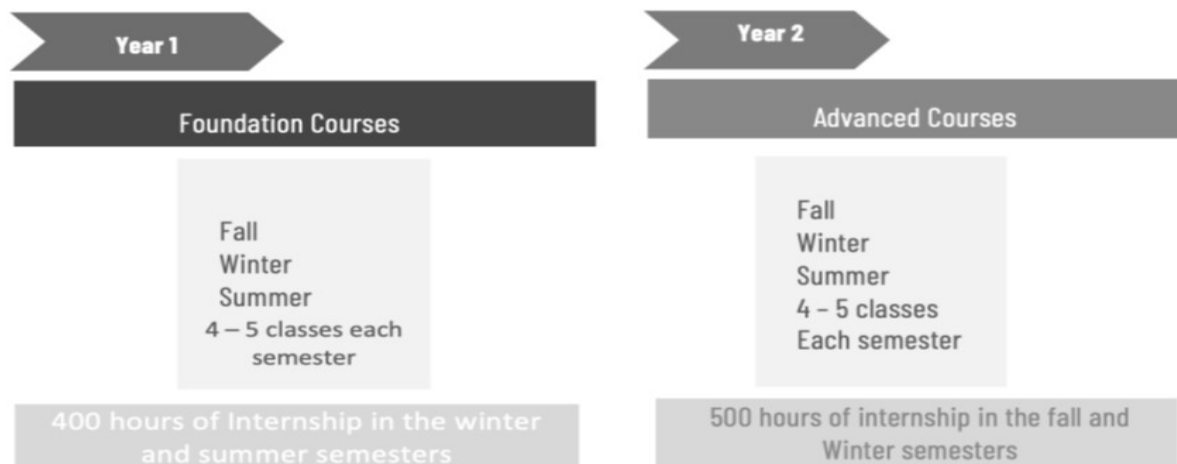 Year 1
Foundation Courses
Fall
Winter
Summer
4 – 5 classes each
semester
400 hours of Internship in the winter
and summer semesters
Year 2
Advanced Courses
Fall
Winter
Summer
4 – 5 classes
Each semester
500 hours of internship in the fall and
Winter semesters